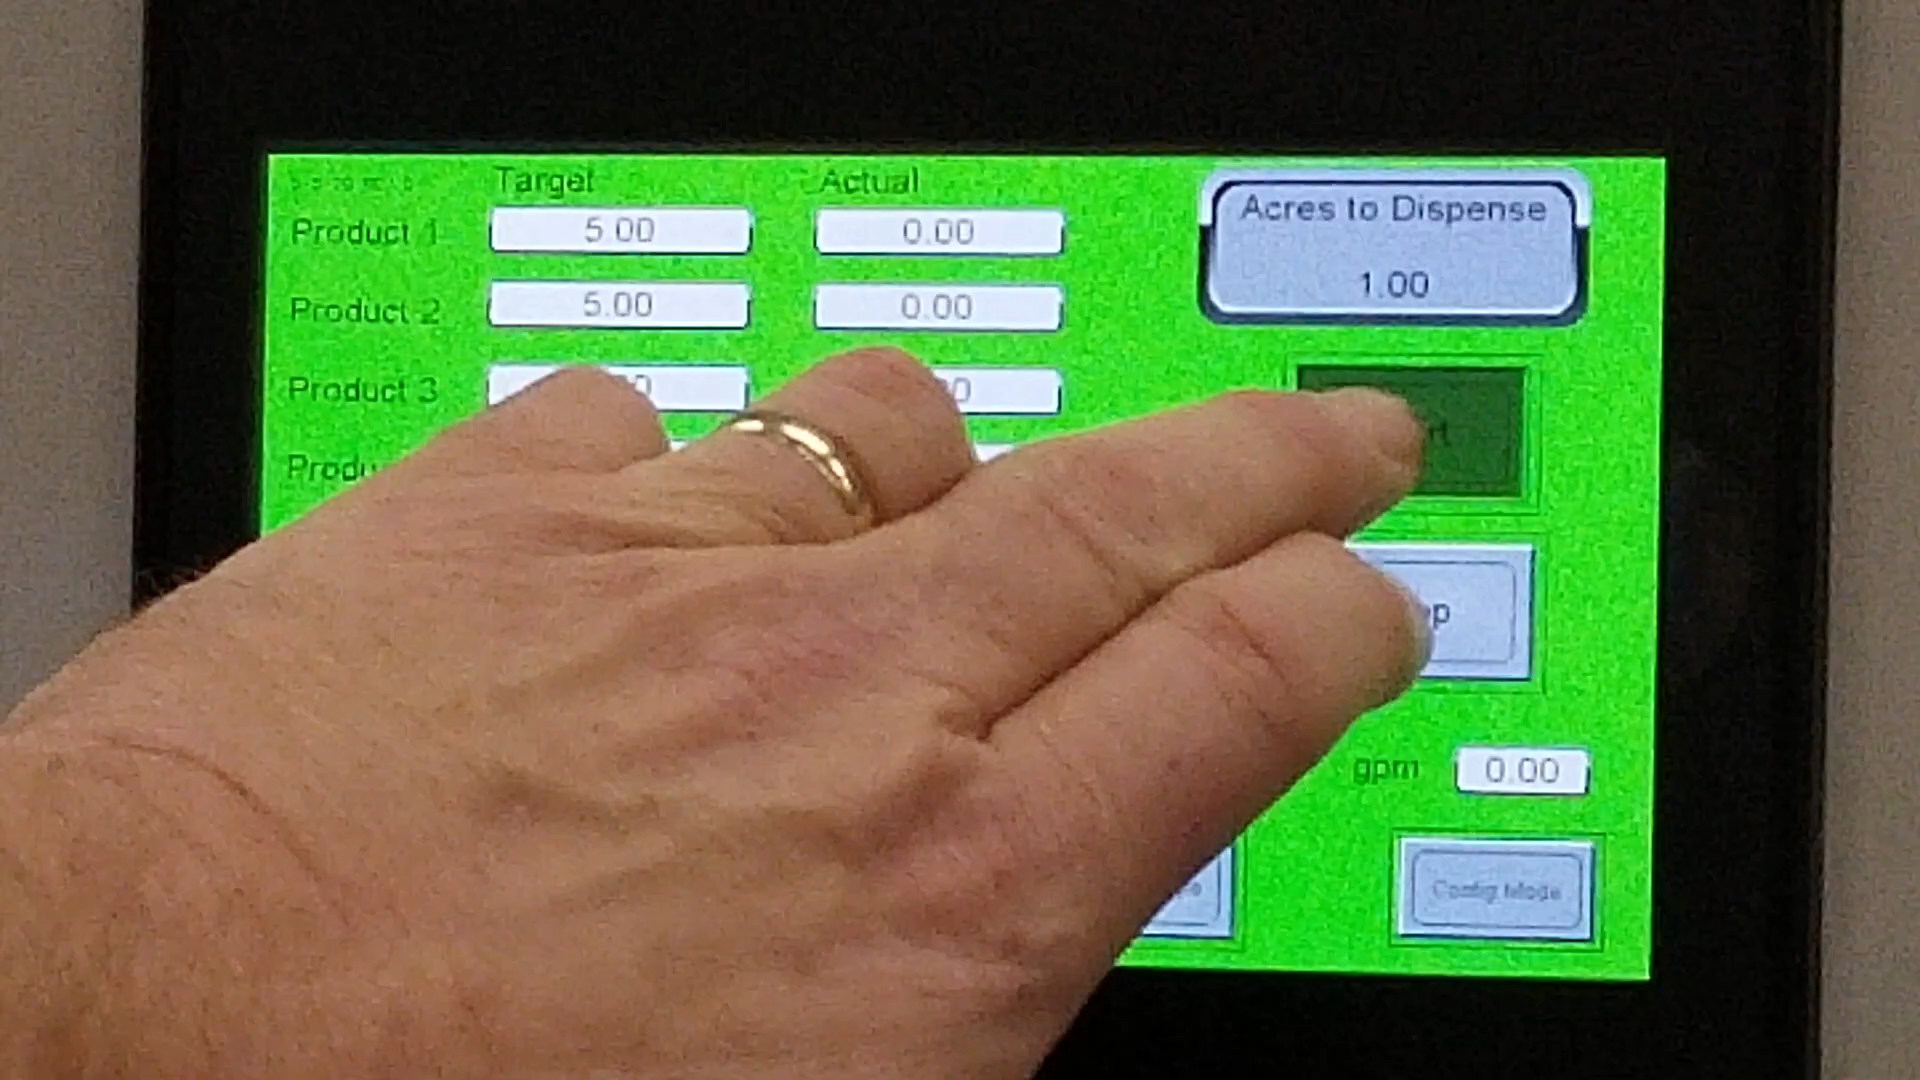 Target Actual
Product 1 5.00 0.00
Product 2 5.00 0.00
Product 3
Acres to Dispense
1.00
gpm 0.00
Config Mode